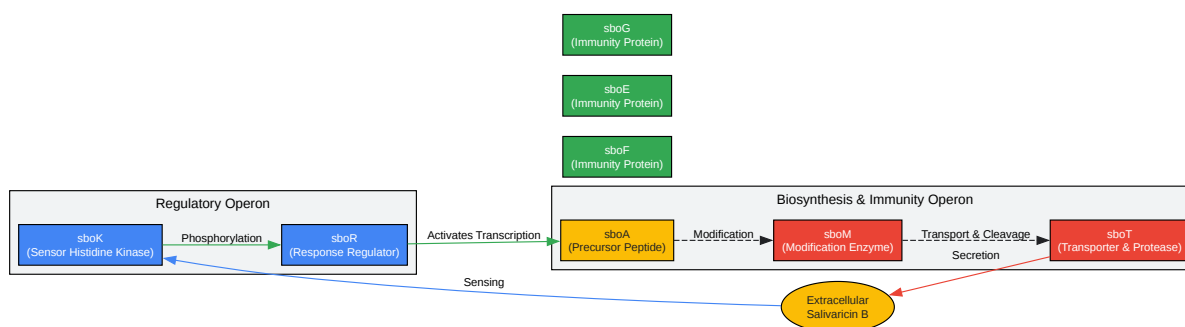 sboG
(Immunity Protein)
sboE
(Immunity Protein)
sboF
(Immunity Protein)
Regulatory Operon
Biosynthesis & Immunity Operon
sboK
(Sensor Histidine Kinase)
Phosphorylation
sboR
(Response Regulator)
Activates Transcription
sboA
(Precursor Peptide)
Modification
sboM
(Modification Enzyme)
Transport & Cleavage
sboT
(Transporter & Protease)
Secretion
Sensing
Extracellular
Salivaricin B